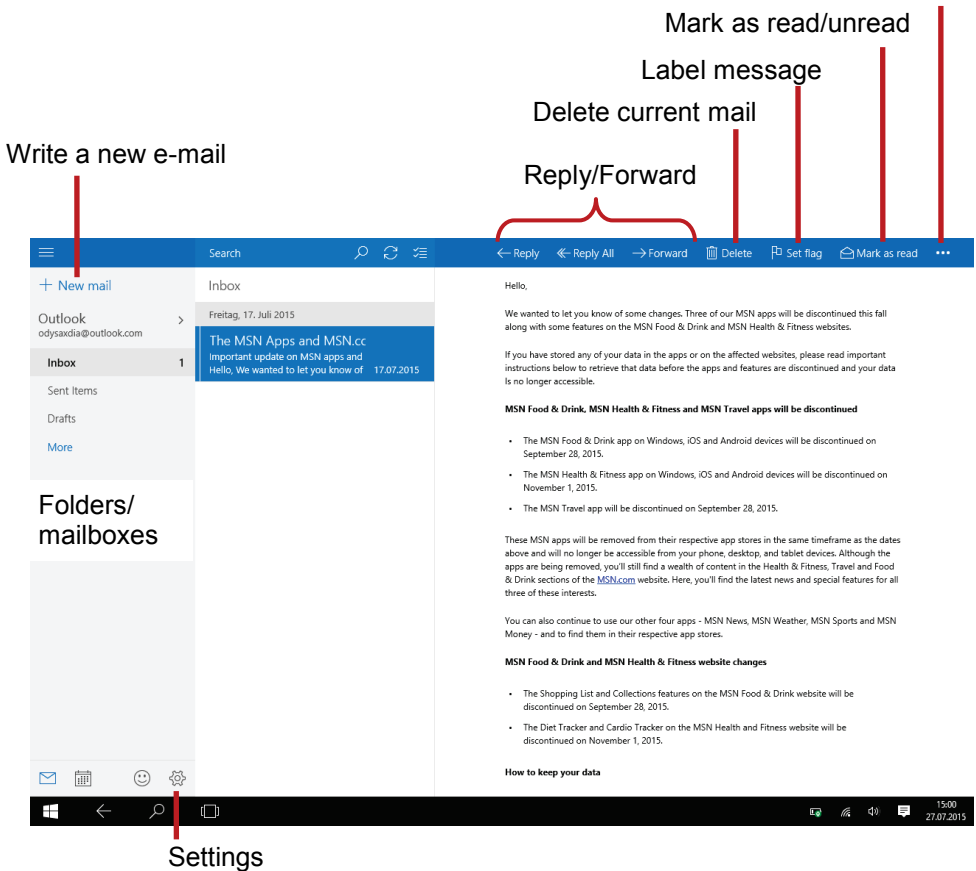 Mark as read/unread
Label message
Delete current mail
Write a new e-mail
Reply/Forward
Search
Reply
Reply All
Forward
Delete
Set flag
Mark as read
+ New mail
Outlook
odysaxdia@outlook.com
Inbox 1
Sent Items
Drafts
More
Folders/
mailboxes
Inbox
Freitag, 17. Juli 2015
The MSN Apps and MSN.cc
Important update on MSN apps and
Hello, We wanted to let you know of 17.07.2015
Hello,
We wanted to let you know of some changes. Three of our MSN apps will be discontinued this fall
along with some features on the MSN Food & Drink and MSN Health & Fitness websites.
If you have stored any of your data in the apps or on the affected websites, please read important
instructions below to retrieve that data before the apps and features are discontinued and your data
Is no longer accessible.
MSN Food & Drink, MSN Health & Fitness and MSN Travel apps will be discontinued
• The MSN Food & Drink app on Windows, iOS and Android devices will be discontinued on
September 28, 2015.
• The MSN Health & Fitness app on Windows, iOS and Android devices will be discontinued on
November 1, 2015.
• The MSN Travel app will be discontinued on September 28, 2015.
These MSN apps will be removed from their respective app stores in the same timeframe as the dates
above and will no longer be accessible from your phone, desktop, and tablet devices. Although the
apps are being removed, you'll still find a wealth of content in the Health & Fitness, Travel and Food
& Drink sections of the MSN.com website. Here, you'll find the latest news and special features for all
three of these interests.
You can also continue to use our other four apps - MSN News, MSN Weather, MSN Sports and MSN
Money - and to find them in their respective app stores.
MSN Food & Drink and MSN Health & Fitness website changes
• The Shopping List and Collections features on the MSN Food & Drink website will be
discontinued on September 28, 2015.
• The Diet Tracker and Cardio Tracker on the MSN Health and Fitness website will be
discontinued on November 1, 2015.
How to keep your data
15:00
27.07.2015
Settings